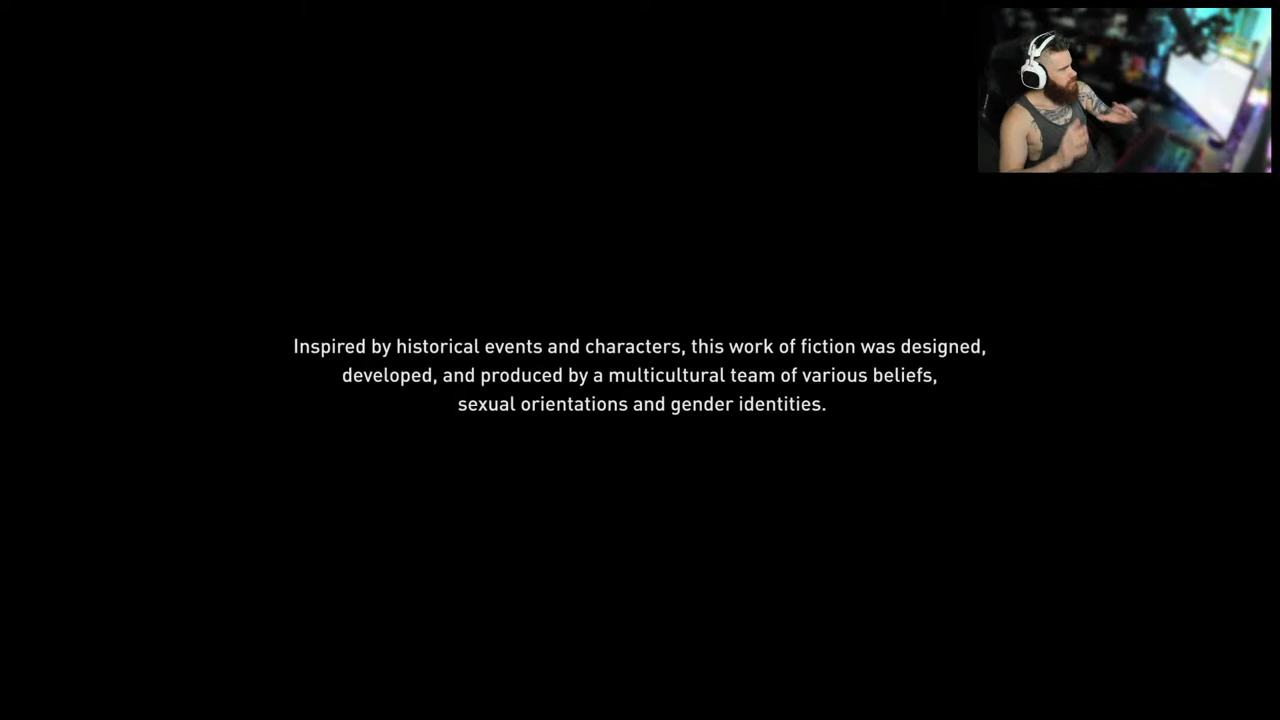 Inspired by historical events and characters, this work of fiction was designed,
developed, and produced by a multicultural team of various beliefs,
sexual orientations and gender identities.